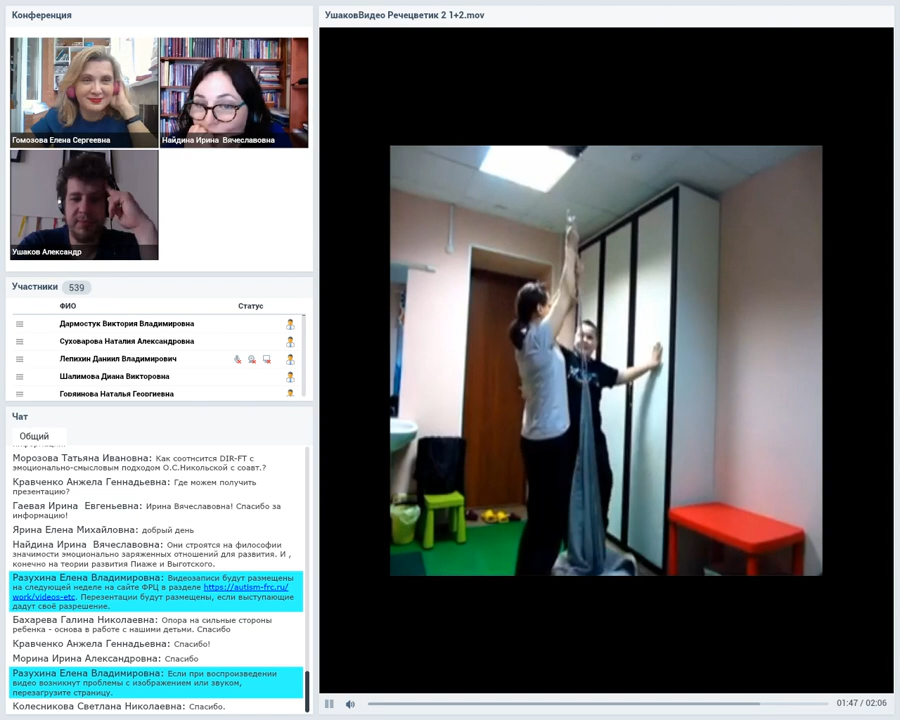 Конференция
Гомозова Елена Сергеевна
Найдина Ирина Вячеславовна
Ушаков Александр
Участники 539
ФИО Статус
Дармостук Виктория Владимировна
Суховарова Наталия Александровна
Лепихин Даниил Владимирович
Шалимова Диана Викторовна
Горяинова Наталья Георгиевна
Чат
Общий
Морозова Татьяна Ивановна: Как соотнсится DIR-FT с
эмоционально-смысловым подходом О.С.Никольской с соавт.?
Кравченко Анжела Геннадьевна: Где можем получить
презентацию?
Гаевая Ирина Евгеньевна: Ирина Вячеславовна! Спасибо за
информацию!
Ярина Елена Михайловна: добрый день
Найдина Ирина Вячеславовна: Они строятся на философии
значимости эмоционально заряженных отношений для развития. И ,
конечно на теории развития Пиаже и Выготского.
Разухина Елена Владимировна: Видеозаписи будут размещены
на следующей неделе на сайте ФРЦ в разделе https://autism-frc.ru/
work/videos-etc. Перезентации будут размещены, если выступающие
дадут своё разрешение.
Бахарева Галина Николаевна: Опора на сильные стороны
ребенка - основа в работе с нашими детьми. Спасибо
Кравченко Анжела Геннадьевна: Спасибо!
Морина Ирина Александровна: Спасибо
Разухина Елена Владимировна: Если при воспроизведении
видео возникнут проблемы с изображением или звуком,
перезагрузите страницу.
Колесникова Светлана Николаевна: Спасибо.
УшаковВидео Речецветик 2 1+2.mov
01:47 / 02:06